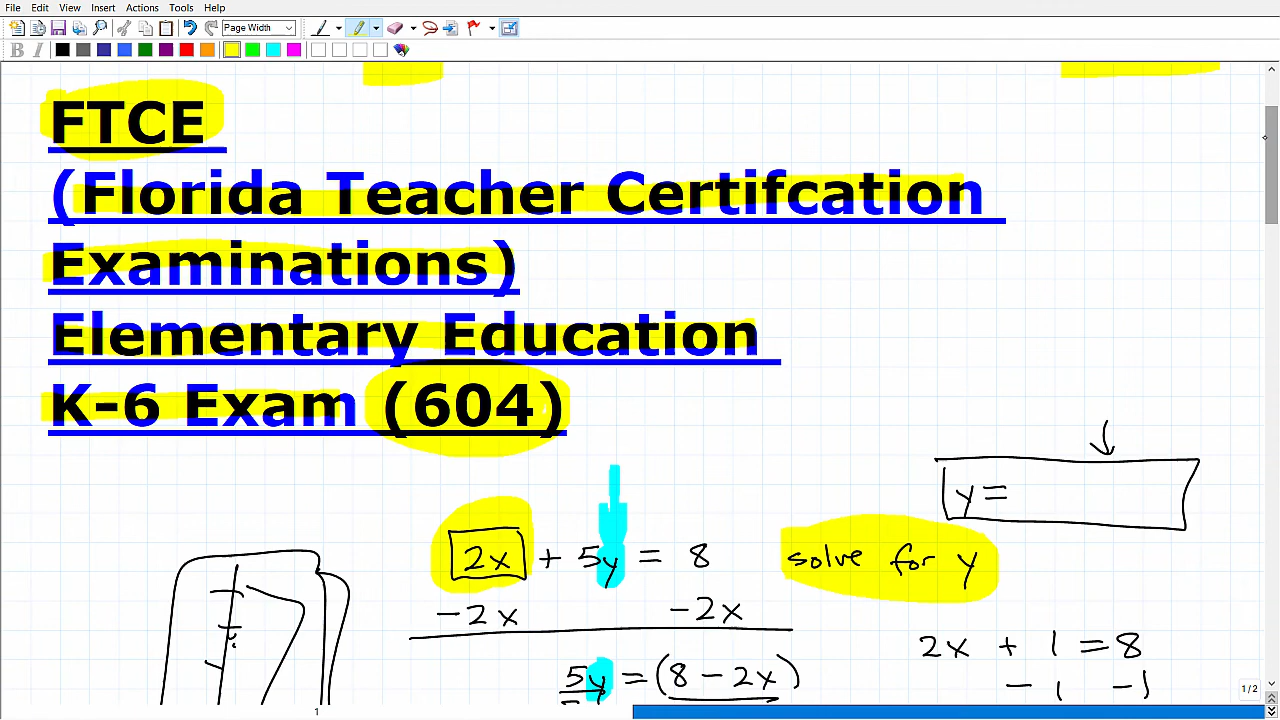 File Edit View Insert Actions Tools Help
Page Width
B I
FTCE
(Florida Teacher Certifcation
Examinations)
Elementary Education
K-6 Exam (604)
y =
2x + 5y = 8 solve for y
-2x -2x
5y = (8 - 2x)
2x + 1 = 8
- 1 -1
1/2
1